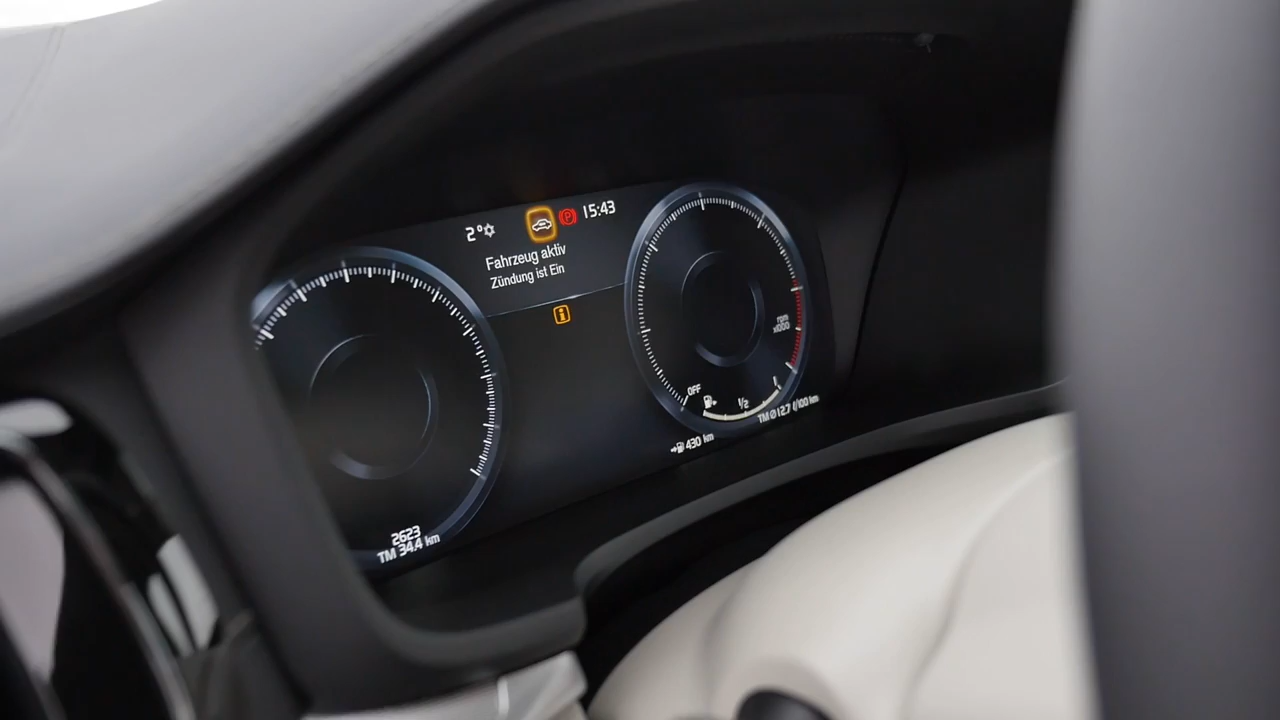 2°
15:43
Fahrzeug aktiv
Zündung ist Ein
rpm
x1000
OFF
1/2
1
TM Ø 12.7 l/100 km
430 km
2623
TM 34.4 km